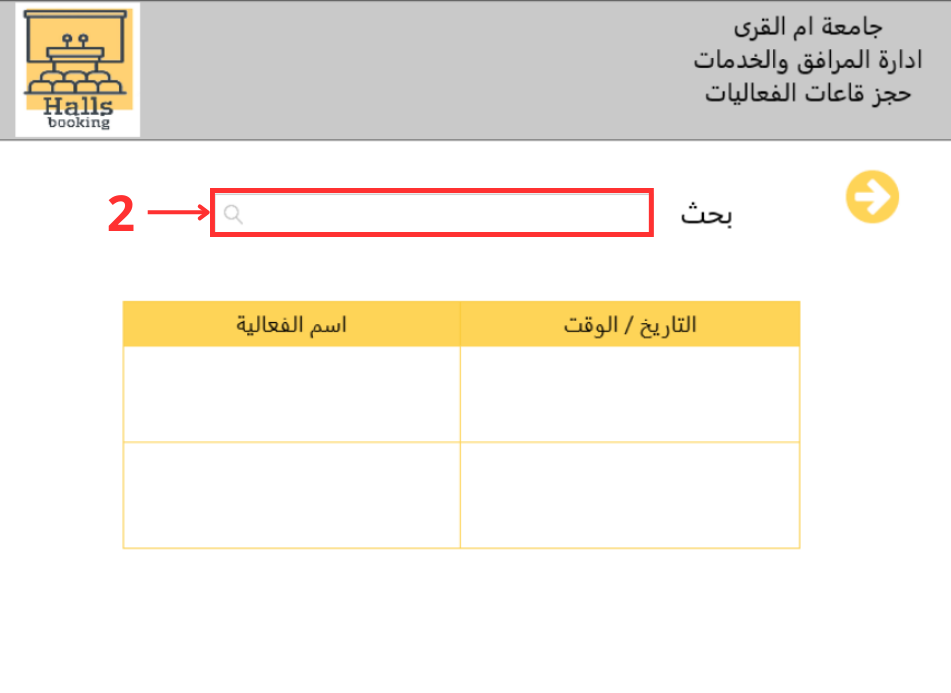 جامعة ام القرى
ادارة المرافق والخدمات
حجز قاعات الفعاليات
Halls
booking
بحث
2
التاريخ / الوقت
اسم الفعالية